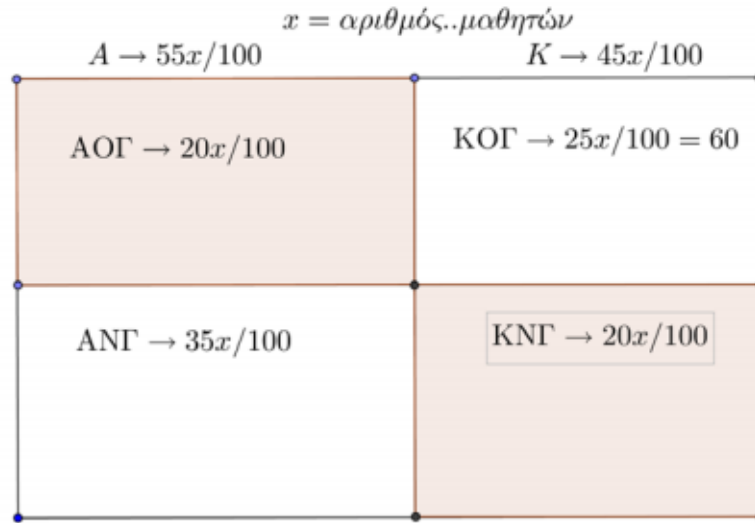 x = αριθμός..μαθητών
A → 55x/100 K → 45x/100
ΑΟΓ → 20x/100 ΚΟΓ → 25x/100 = 60
ΑΝΓ → 35x/100 ΚΝΓ → 20x/100